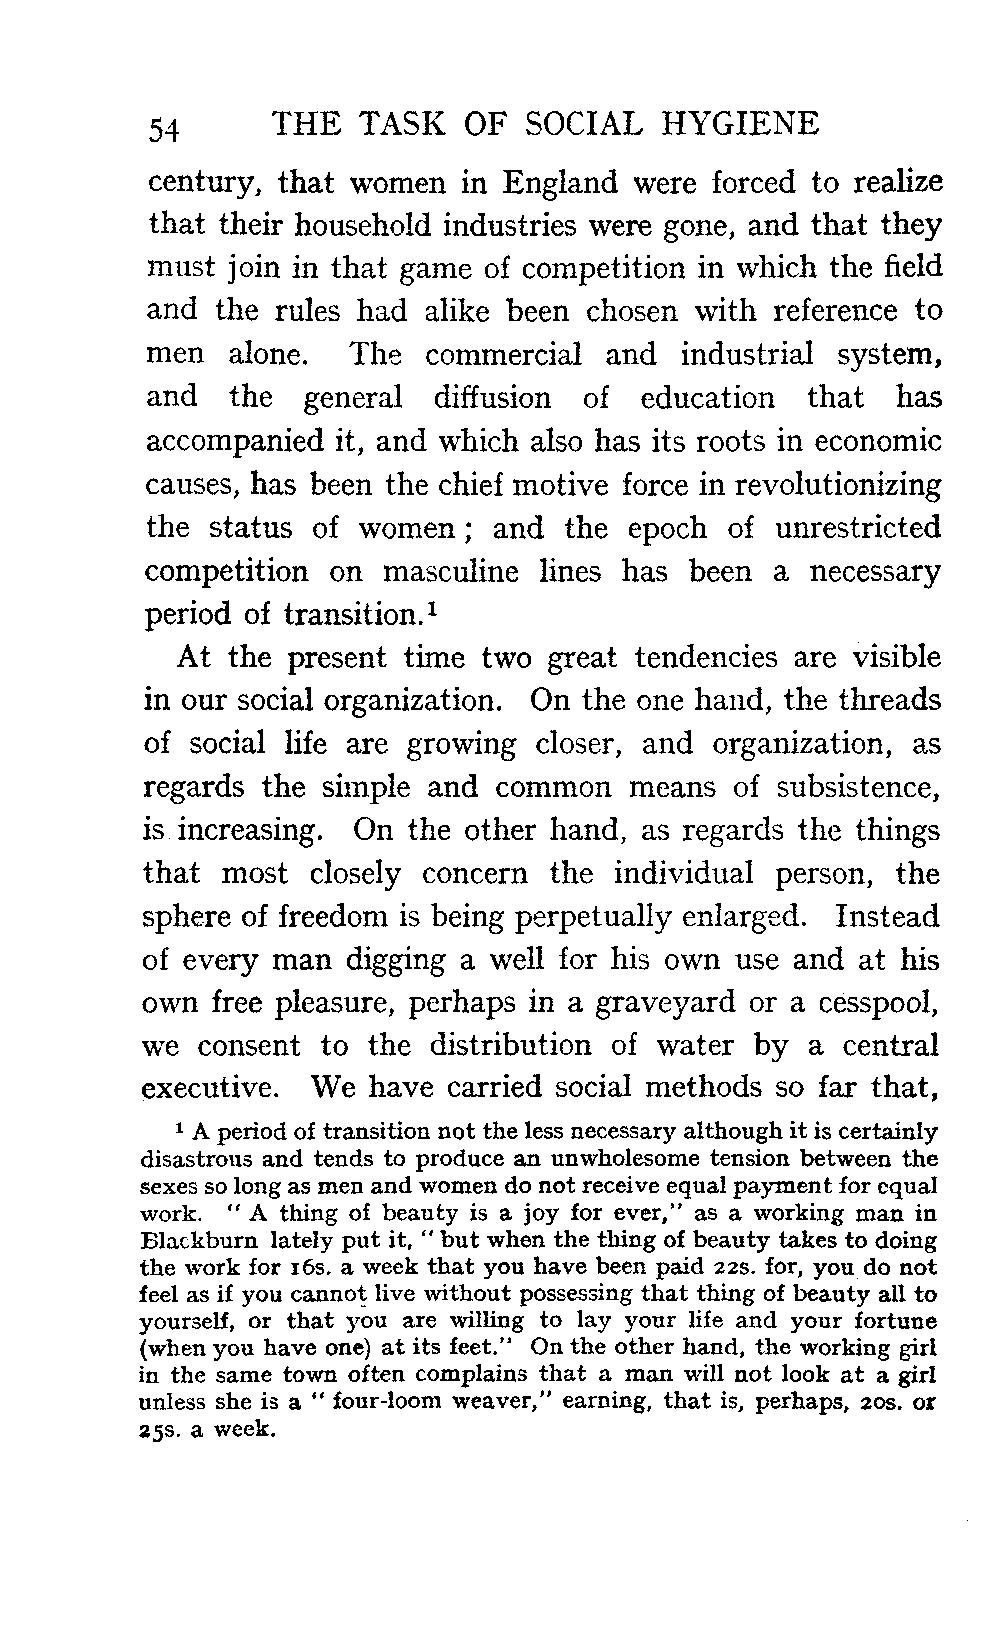 54 THE TASK OF SOCIAL HYGIENE
century, that women in England were forced to realize
that their household industries were gone, and that they
must join in that game of competition in which the field
and the rules had alike been chosen with reference to
men alone. The commercial and industrial system,
and the general diffusion of education that has
accompanied it, and which also has its roots in economic
causes, has been the chief motive force in revolutionizing
the status of women ; and the epoch of unrestricted
competition on masculine lines has been a necessary
period of transition.¹
At the present time two great tendencies are visible
in our social organization. On the one hand, the threads
of social life are growing closer, and organization, as
regards the simple and common means of subsistence,
is increasing. On the other hand, as regards the things
that most closely concern the individual person, the
sphere of freedom is being perpetually enlarged. Instead
of every man digging a well for his own use and at his
own free pleasure, perhaps in a graveyard or a cesspool,
we consent to the distribution of water by a central
executive. We have carried social methods so far that,
¹ A period of transition not the less necessary although it is certainly
disastrous and tends to produce an unwholesome tension between the
sexes so long as men and women do not receive equal payment for equal
work. " A thing of beauty is a joy for ever," as a working man in
Blackburn lately put it, " but when the thing of beauty takes to doing
the work for 16s. a week that you have been paid 22s. for, you do not
feel as if you cannot live without possessing that thing of beauty all to
yourself, or that you are willing to lay your life and your fortune
(when you have one) at its feet." On the other hand, the working girl
in the same town often complains that a man will not look at a girl
unless she is a " four-loom weaver," earning, that is, perhaps, 20s. or
25s. a week.